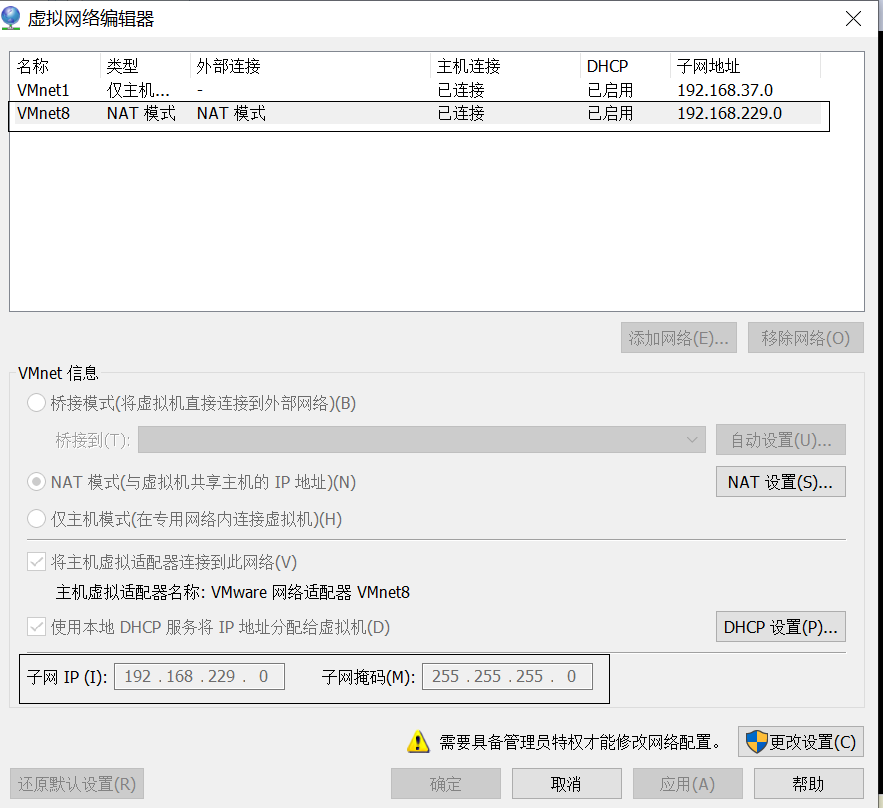 虚拟网络编辑器
名称 类型 外部连接 主机连接 DHCP 子网地址
VMnet1 仅主机... - 已连接 已启用 192.168.37.0
VMnet8 NAT 模式 NAT 模式 已连接 已启用 192.168.229.0
添加网络(E)... 移除网络(O)
VMnet 信息
桥接模式(将虚拟机直接连接到外部网络)(B)
桥接到(T): 自动设置(U)...
NAT 模式(与虚拟机共享主机的 IP 地址)(N) NAT 设置(S)...
仅主机模式(在专用网络内连接虚拟机)(H)
将主机虚拟适配器连接到此网络(V)
主机虚拟适配器名称: VMware 网络适配器 VMnet8
使用本地 DHCP 服务将 IP 地址分配给虚拟机(D) DHCP 设置(P)...
子网 IP (I): 192 . 168 . 229 . 0 子网掩码(M): 255 . 255 . 255 . 0
需要具备管理员特权才能修改网络配置。 更改设置(C)
还原默认设置(R) 确定 取消 应用(A) 帮助